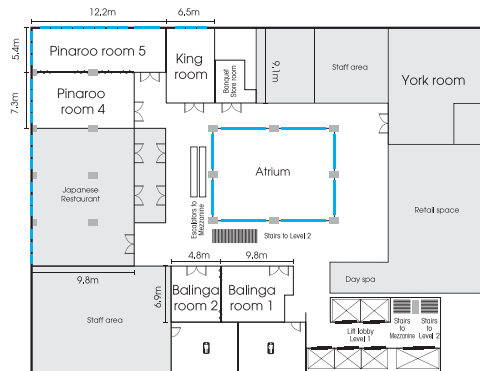 12.2m
6.5m
5.4m
Pinaroo room 5
King
room
9.1m
Staff area
York room
Banquet
Store room
7.3m
Pinaroo
room 4
Japanese
Restaurant
Escalators to
Mezzanine
Atrium
Retail space
Stairs to Level 2
9.8m
4.8m
9.8m
Day spa
6.9m
Balinga
room 2
Balinga
room 1
Staff area
Lift lobby
Level 1
Stairs
to
Mezzanine
Stairs
to
Level 2